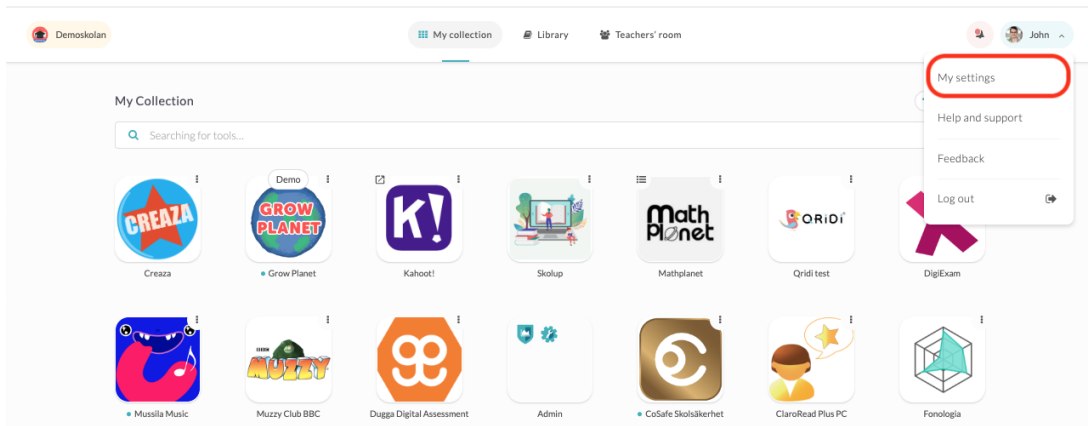 Demoskolan
My collection
Library
Teachers' room
John
My settings
Help and support
Feedback
Log out
My Collection
Searching for tools...
CREAZA
Creaza
Demo
GROW
PLANET
Grow Planet
K!
Kahoot!
Skolup
Math
Planet
Mathplanet
QRIDI
Qridi test
DigiExam
Mussila Music
BBC
MUZZY
Muzzy Club BBC
Dugga Digital Assessment
Admin
CoSafe Skolsäkerhet
ClaroRead Plus PC
Fonologia